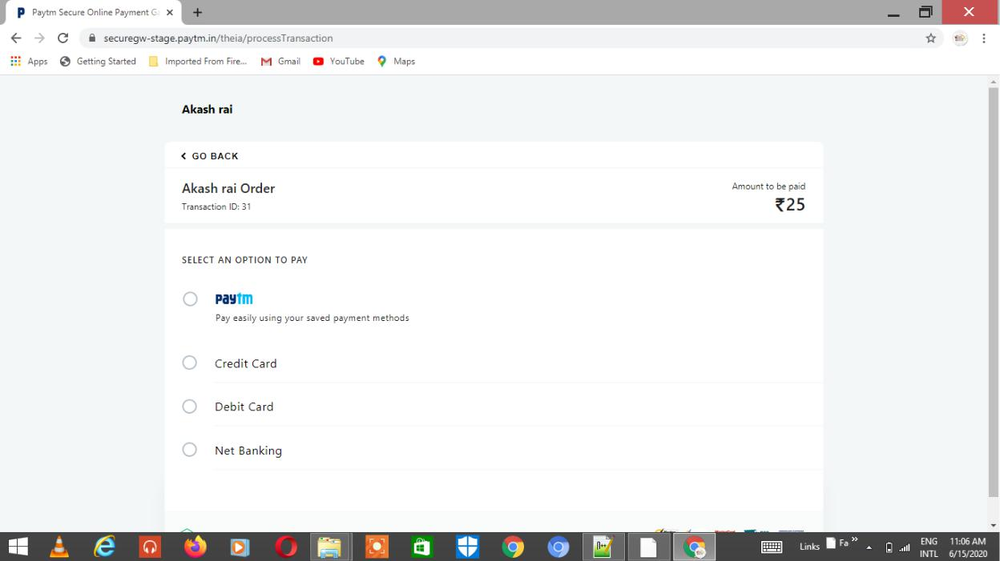 Paytm Secure Online Payment Ga
securegw-stage.paytm.in/theia/processTransaction
Apps Getting Started Imported From Fire... Gmail YouTube Maps
Akash rai
GO BACK
Akash rai Order
Amount to be paid
Transaction ID: 31
₹25
SELECT AN OPTION TO PAY
paytm
Pay easily using your saved payment methods
Credit Card
Debit Card
Net Banking
Links Fa » ENG 11:06 AM
INTL 6/15/2020